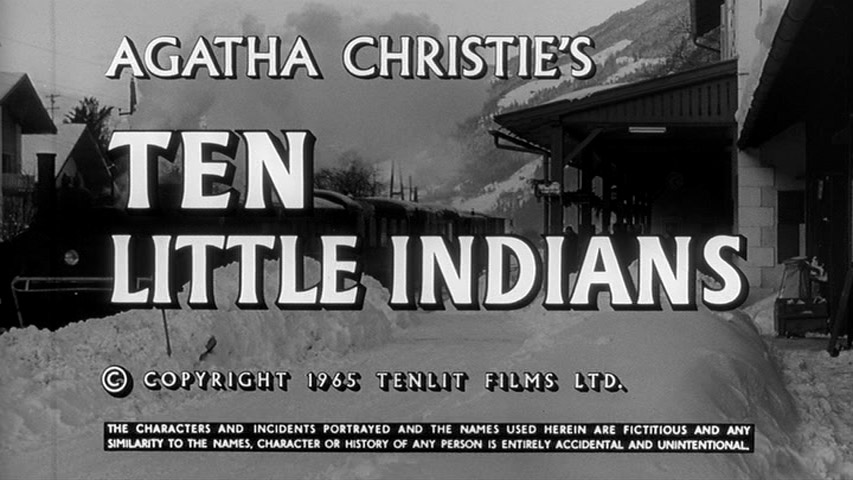 AGATHA CHRISTIE'S
TEN
LITTLE INDIANS
© COPYRIGHT 1965 TENLIT FILMS LTD.
THE CHARACTERS AND INCIDENTS PORTRAYED AND THE NAMES USED HEREIN ARE FICTITIOUS AND ANY
SIMILARITY TO THE NAMES, CHARACTER OR HISTORY OF ANY PERSON IS ENTIRELY ACCIDENTAL AND UNINTENTIONAL.